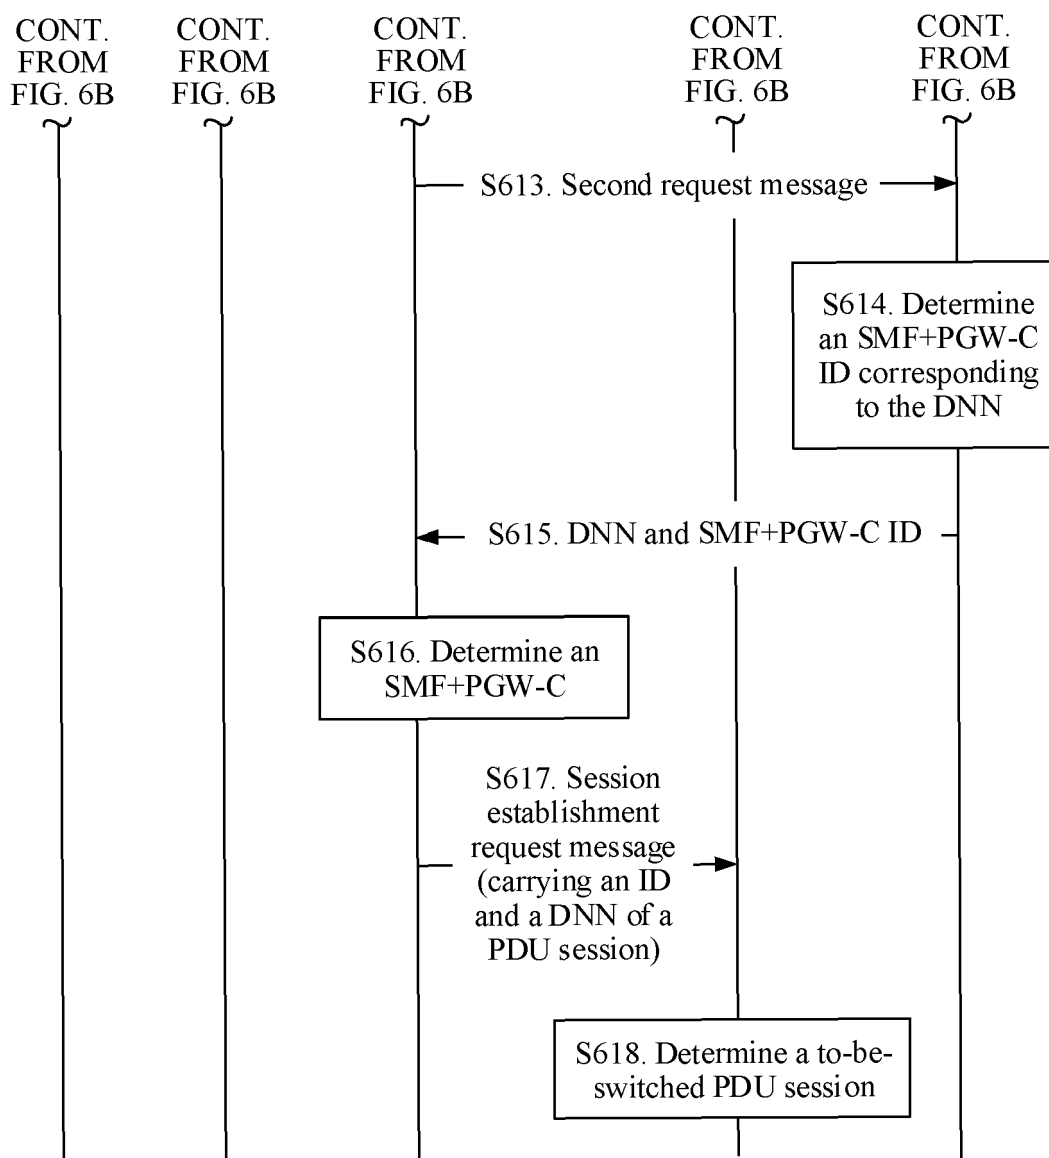 CONT.
FROM
FIG. 6B
CONT.
FROM
FIG. 6B
CONT.
FROM
FIG. 6B
CONT.
FROM
FIG. 6B
CONT.
FROM
FIG. 6B
S613. Second request message
S614. Determine
an SMF+PGW-C
ID corresponding
to the DNN
S615. DNN and SMF+PGW-C ID
S616. Determine an
SMF+PGW-C
S617. Session
establishment
request message
(carrying an ID
and a DNN of a
PDU session)
S618. Determine a to-be-
switched PDU session